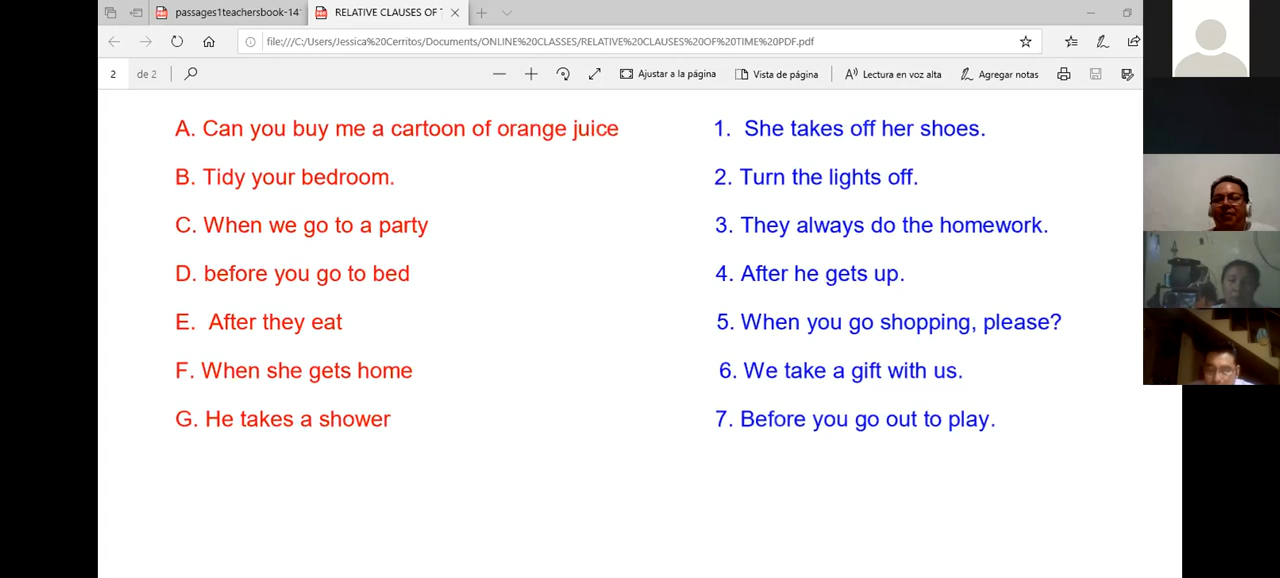 passages1teachersbook-14
RELATIVE CLAUSES OF
file:///C:/Users/Jessica%20Cerritos/Documents/ONLINE%20CLASSES/RELATIVE%20CLAUSES%20OF%20TIME%20PDF.pdf
2 de 2
Ajustar a la página
Vista de página
Lectura en voz alta
Agregar notas
A. Can you buy me a cartoon of orange juice
1. She takes off her shoes.
B. Tidy your bedroom.
2. Turn the lights off.
C. When we go to a party
3. They always do the homework.
D. before you go to bed
4. After he gets up.
E. After they eat
5. When you go shopping, please?
F. When she gets home
6. We take a gift with us.
G. He takes a shower
7. Before you go out to play.